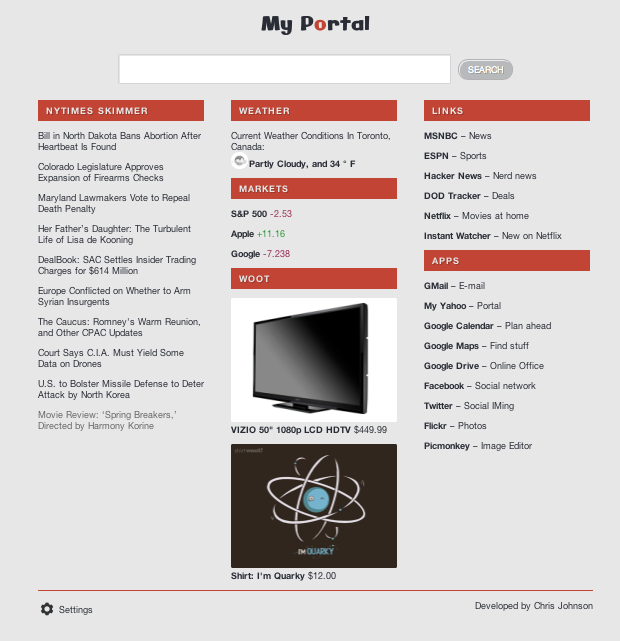 My Portal
SEARCH
NYTIMES SKIMMER
Bill in North Dakota Bans Abortion After
Heartbeat Is Found
Colorado Legislature Approves
Expansion of Firearms Checks
Maryland Lawmakers Vote to Repeal
Death Penalty
Her Father's Daughter: The Turbulent
Life of Lisa de Kooning
DealBook: SAC Settles Insider Trading
Charges for $614 Million
Europe Conflicted on Whether to Arm
Syrian Insurgents
The Caucus: Romney's Warm Reunion,
and Other CPAC Updates
Court Says C.I.A. Must Yield Some
Data on Drones
U.S. to Bolster Missile Defense to Deter
Attack by North Korea
Movie Review: ‘Spring Breakers,’
Directed by Harmony Korine
WEATHER
Current Weather Conditions In Toronto,
Canada:
Partly Cloudy, and 34 ° F
MARKETS
S&P 500 -2.53
Apple +11.16
Google -7.238
WOOT
VIZIO 50" 1080p LCD HDTV $449.99
I'M QUARKY
Shirt: I'm Quarky $12.00
LINKS
MSNBC – News
ESPN – Sports
Hacker News – Nerd news
DOD Tracker – Deals
Netflix – Movies at home
Instant Watcher – New on Netflix
APPS
GMail – E-mail
My Yahoo – Portal
Google Calendar – Plan ahead
Google Maps – Find stuff
Google Drive – Online Office
Facebook – Social network
Twitter – Social IMing
Flickr – Photos
Picmonkey – Image Editor
Settings
Developed by Chris Johnson